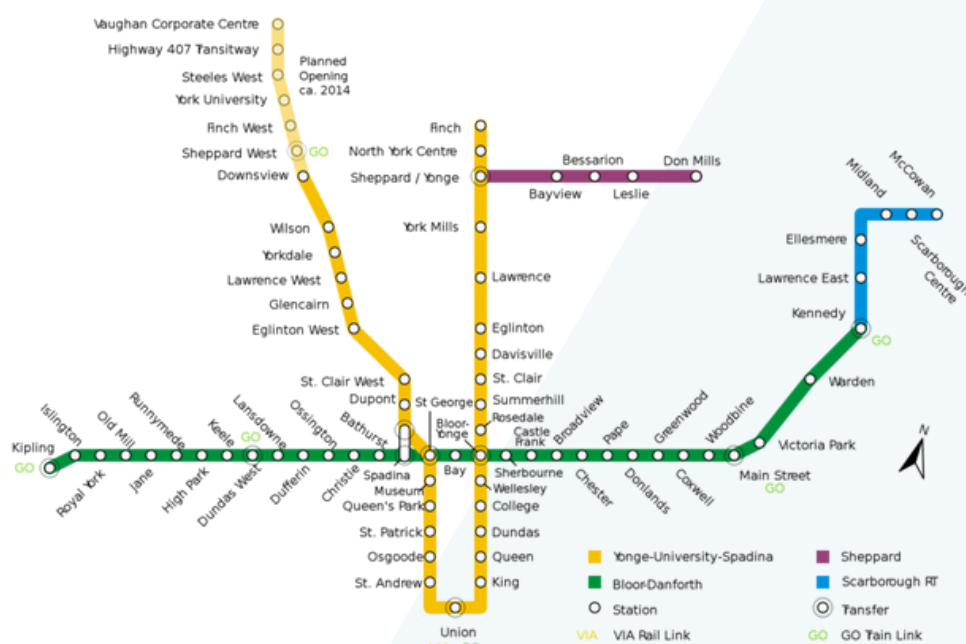 Vaughan Corporate Centre
Highway 407 Transitway
Steeles West
Planned
Opening
ca. 2014
York University
Finch West
Sheppard West
GO
Downsview
Wilson
Yorkdale
Lawrence West
Glencairn
Eglinton West
St. Clair West
Dupont
Finch
North York Centre
Sheppard / Yonge
Bessarion
Don Mills
Bayview
Leslie
York Mills
Lawrence
Eglinton
Davisville
St. Clair
Summerhill
Rosedale
Midland
McCowan
Scarborough
Centre
Ellesmere
Lawrence East
Kennedy
GO
Warden
Victoria Park
Main Street
GO
Kipling
GO
Islington
Royal York
Old Mill
Jane
Runnymede
High Park
Keele
Dundas West
GO
Lansdowne
Dufferin
Ossington
Christie
Bathurst
Spadina
St George
Bay
Bloor-
Yonge
Sherbourne
Castle
Frank
Broadview
Chester
Pape
Donlands
Greenwood
Coxwell
Woodbine
Museum
Queen's Park
St. Patrick
Osgoode
St. Andrew
Union
Wellesley
College
Dundas
Queen
King
N
Yonge-University-Spadina
Bloor-Danforth
Station
VIA VIA Rail Link
Sheppard
Scarborough RT
Transfer
GO GO Train Link